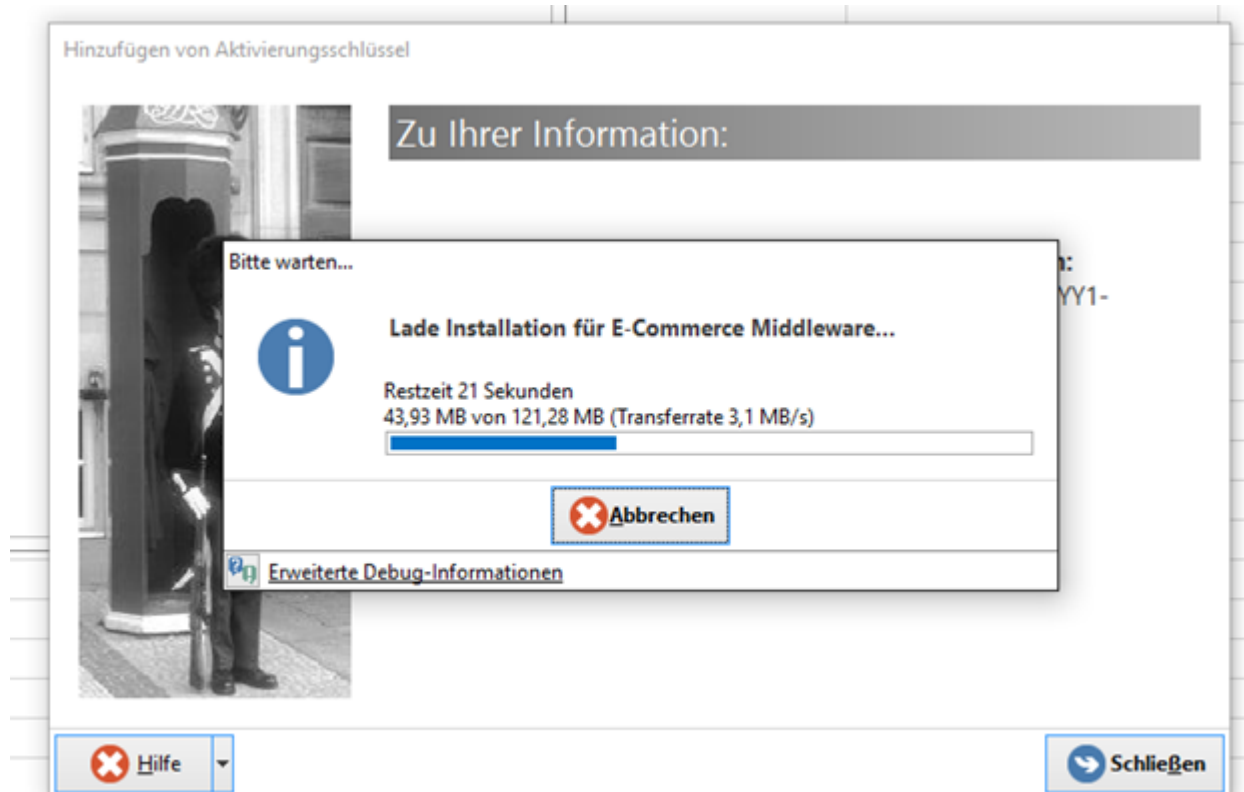 Hinzufügen von Aktivierungsschlüssel
Zu Ihrer Information:
Bitte warten...
n:
YY1-
Lade Installation für E-Commerce Middleware...
Restzeit 21 Sekunden
43,93 MB von 121,28 MB (Transferrate 3,1 MB/s)
Abbrechen
Erweiterte Debug-Informationen
Hilfe
Schließen